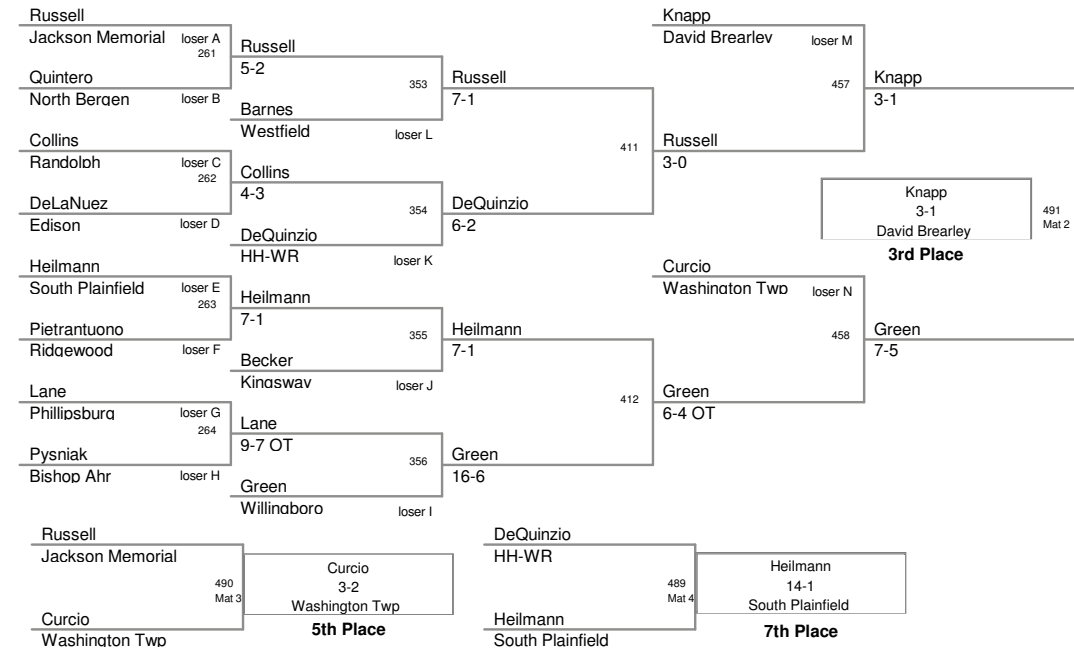 Russell
Jackson Memorial loser A
261
Quintero
North Bergen loser B
Russell
5-2
353
Barnes
Westfield loser L
Collins
Randolph loser C
262
DeLaNuez
Edison loser D
Collins
4-3
354
DeQuinzio
HH-WR loser K
Russell
7-1
411
DeQuinzio
6-2
Heilmann
South Plainfield loser E
263
Pietrantuono
Ridgewood loser F
Heilmann
7-1
355
Becker
Kingsway loser J
Lane
Phillipsburg loser G
264
Pysniak
Bishop Ahr loser H
Lane
9-7 OT
356
Green
Willingboro loser I
Heilmann
7-1
412
Green
16-6
Knapp
David Brearley loser M
457
Russell
3-0
Knapp
3-1
Knapp
3-1
David Brearley
491
Mat 2
3rd Place
Curcio
Washington Twp loser N
458
Green
6-4 OT
Green
7-5
Russell
Jackson Memorial
490
Mat 3
Curcio
Washington Twp
Curcio
3-2
Washington Twp
5th Place
DeQuinzio
HH-WR
489
Mat 4
Heilmann
South Plainfield
Heilmann
14-1
South Plainfield
7th Place